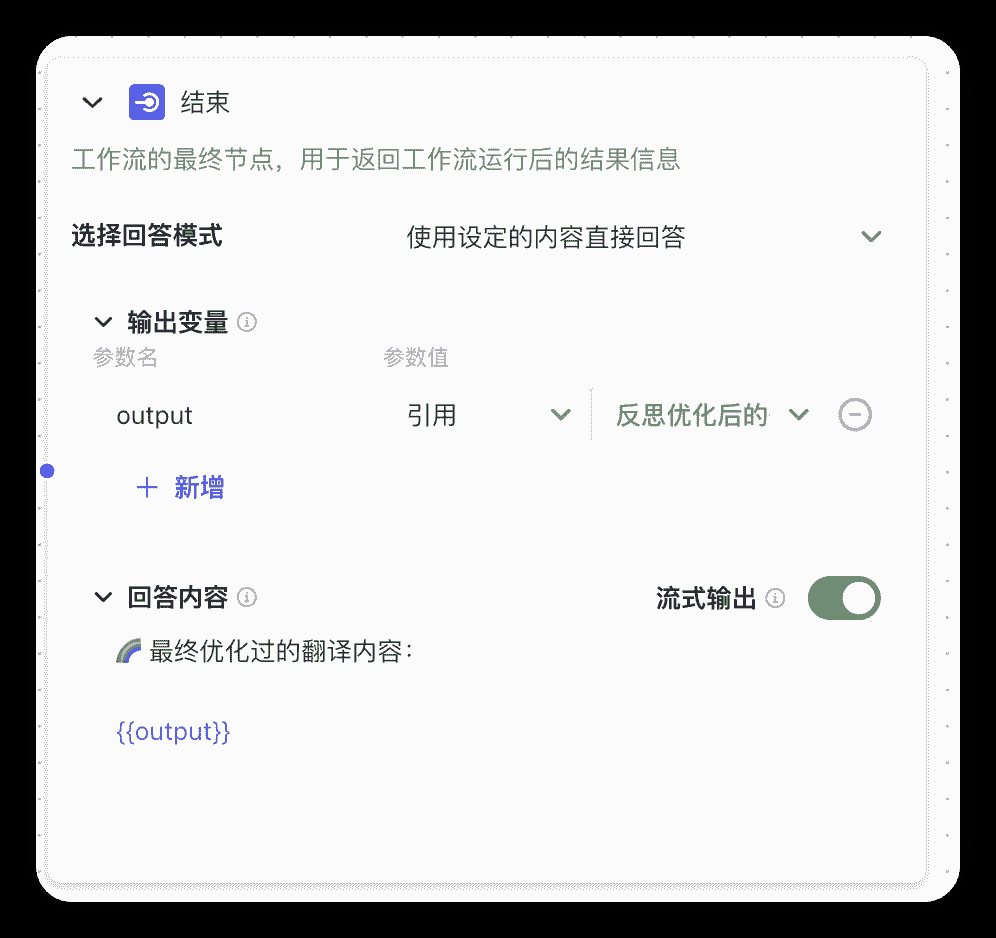 结束
工作流的最终节点，用于返回工作流运行后的结果信息
选择回答模式 使用设定的内容直接回答
输出变量
参数名 参数值
output 引用 反思优化后的
+ 新增
回答内容 流式输出
🌈 最终优化过的翻译内容：
{{output}}